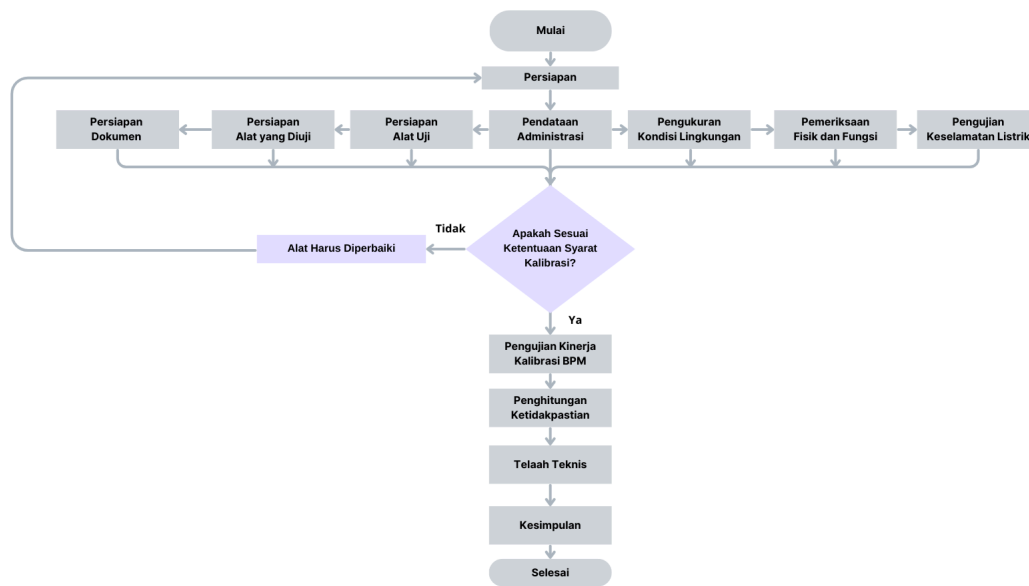 Mulai
Persiapan
Persiapan
Dokumen
Persiapan
Alat yang Diuji
Persiapan
Alat Uji
Pendataan
Administrasi
Pengukuran
Kondisi Lingkungan
Pemeriksaan
Fisik dan Fungsi
Pengujian
Keselamatan Listrik
Tidak
Alat Harus Diperbaiki
Apakah Sesuai
Ketentuaan Syarat
Kalibrasi?
Ya
Pengujian Kinerja
Kalibrasi BPM
Penghitungan
Ketidakpastian
Telaah Teknis
Kesimpulan
Selesai